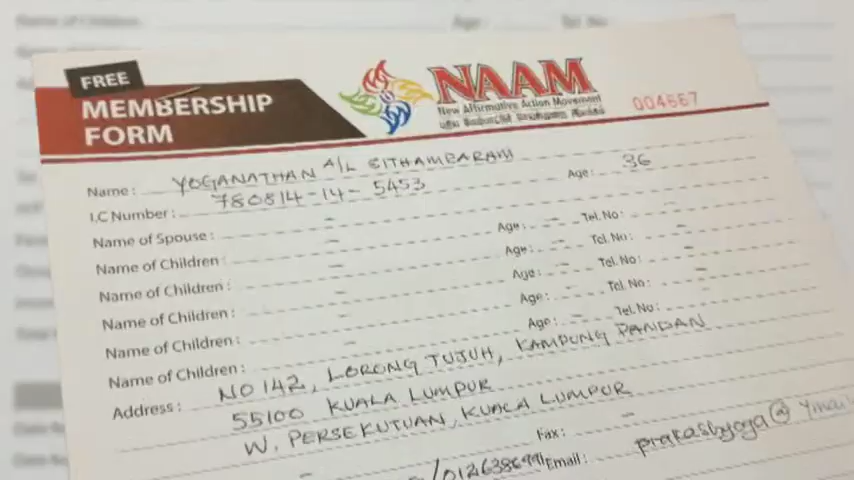 FREE
MEMBERSHIP
FORM
NAAM
New Affirmative Action Movement
004557
Name: YOGANATHAN A/L SITHAMBARAM Age: 36
I.C Number: 780814-14-5453
Name of Spouse: - Age: - Tel.No: -
Name of Children: - Age: - Tel.No: -
Name of Children: - Age: - Tel.No: -
Name of Children: - Age: - Tel.No: -
Name of Children: - Age: - Tel.No: -
Name of Children: -
Address: NO 142, LORONG TUJUH, KAMPUNG PANDAN
55100 KUALA LUMPUR
W. PERSEKUTUAN, KUALA LUMPUR
Fax: -
Email: